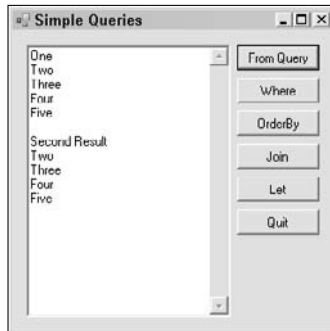 Simple Queries
One
Two
Three
Four
Five
Second Result
Two
Three
Four
Five
From Query
Where
OrderBy
Join
Let
Quit